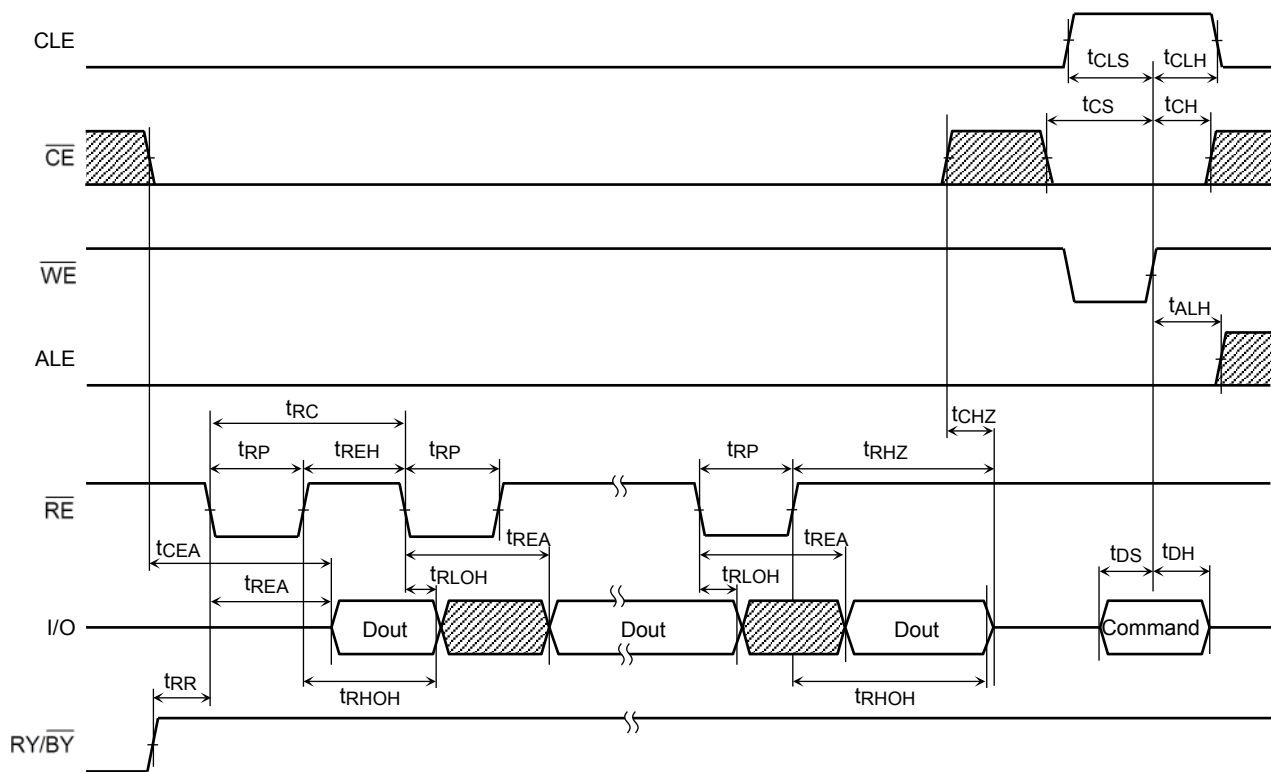 CLE
tCLS tCLH
tCS tCH
CE
WE
tALH
ALE
tRC
tCHZ
tRP tREH tRP tRP tRHZ
RE
tCEA tREA tREA
tREA tRLOH tRLOH tDS tDH
I/O Dout Dout Dout Command
tRR tRHOH tRHOH
RY/BY